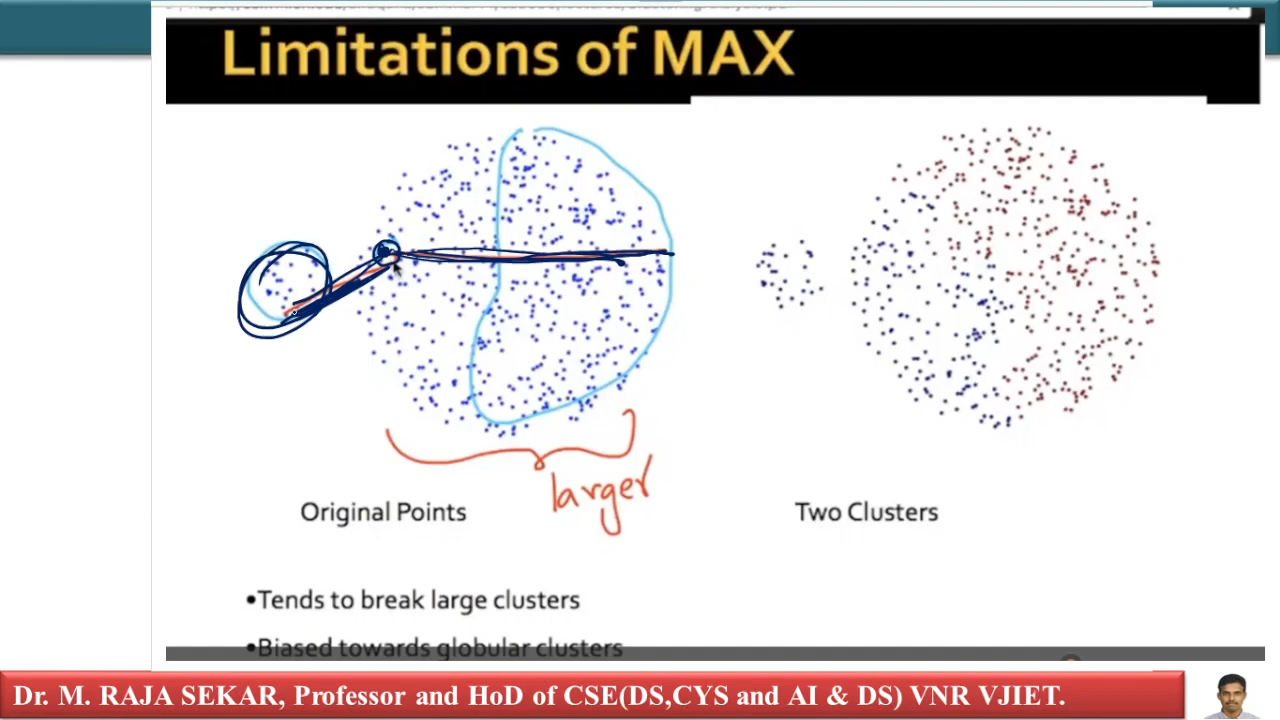 Limitations of MAX
larger
Original Points
Two Clusters
•Tends to break large clusters
•Biased towards globular clusters
Dr. M. RAJA SEKAR, Professor and HoD of CSE(DS,CYS and AI & DS) VNR VJIET.